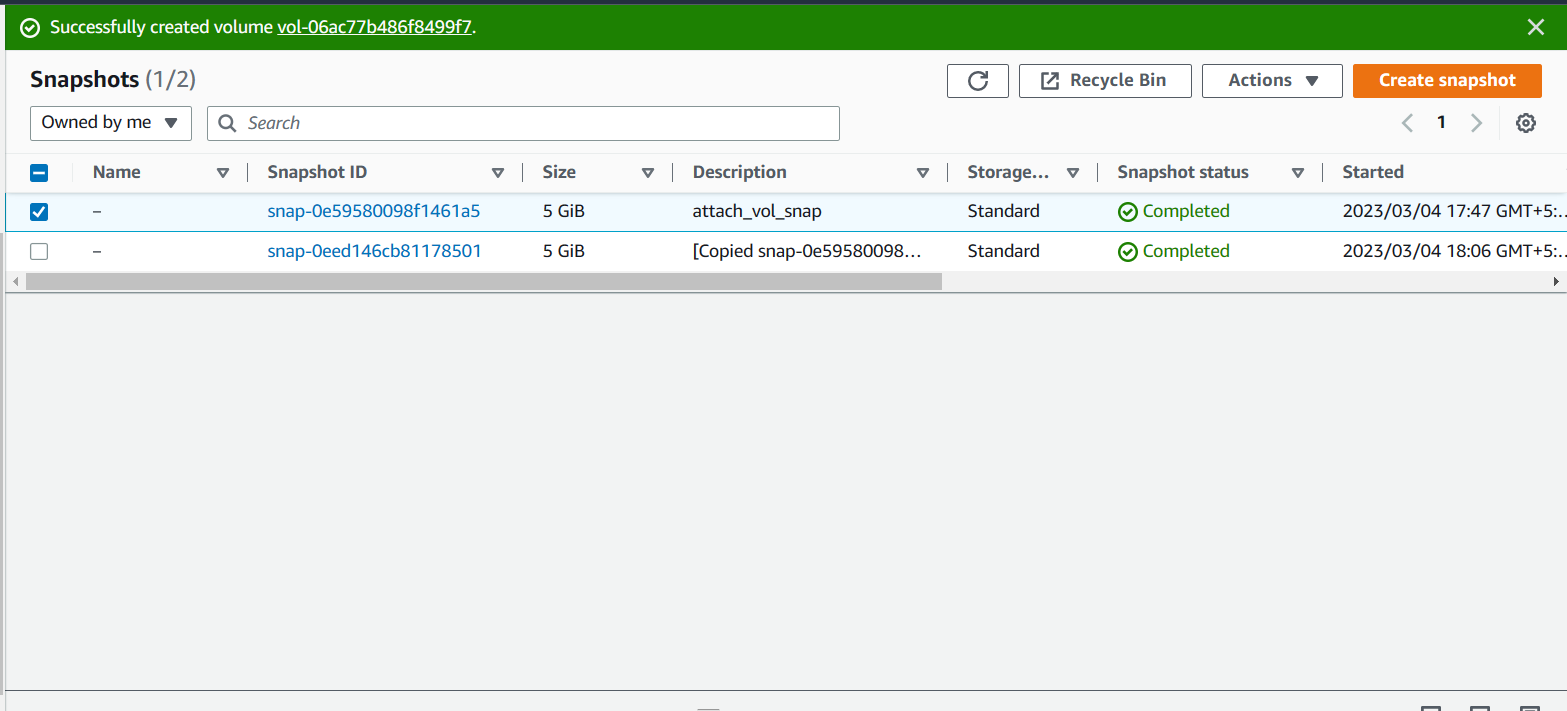 Successfully created volume vol-06ac77b486f8499f7.
Snapshots (1/2)
Recycle Bin
Actions
Create snapshot
Owned by me
Search
1
Name
Snapshot ID
Size
Description
Storage...
Snapshot status
Started
–
snap-0e59580098f1461a5
5 GiB
attach_vol_snap
Standard
Completed
2023/03/04 17:47 GMT+5:...
–
snap-0eed146cb81178501
5 GiB
[Copied snap-0e59580098...
Standard
Completed
2023/03/04 18:06 GMT+5:...